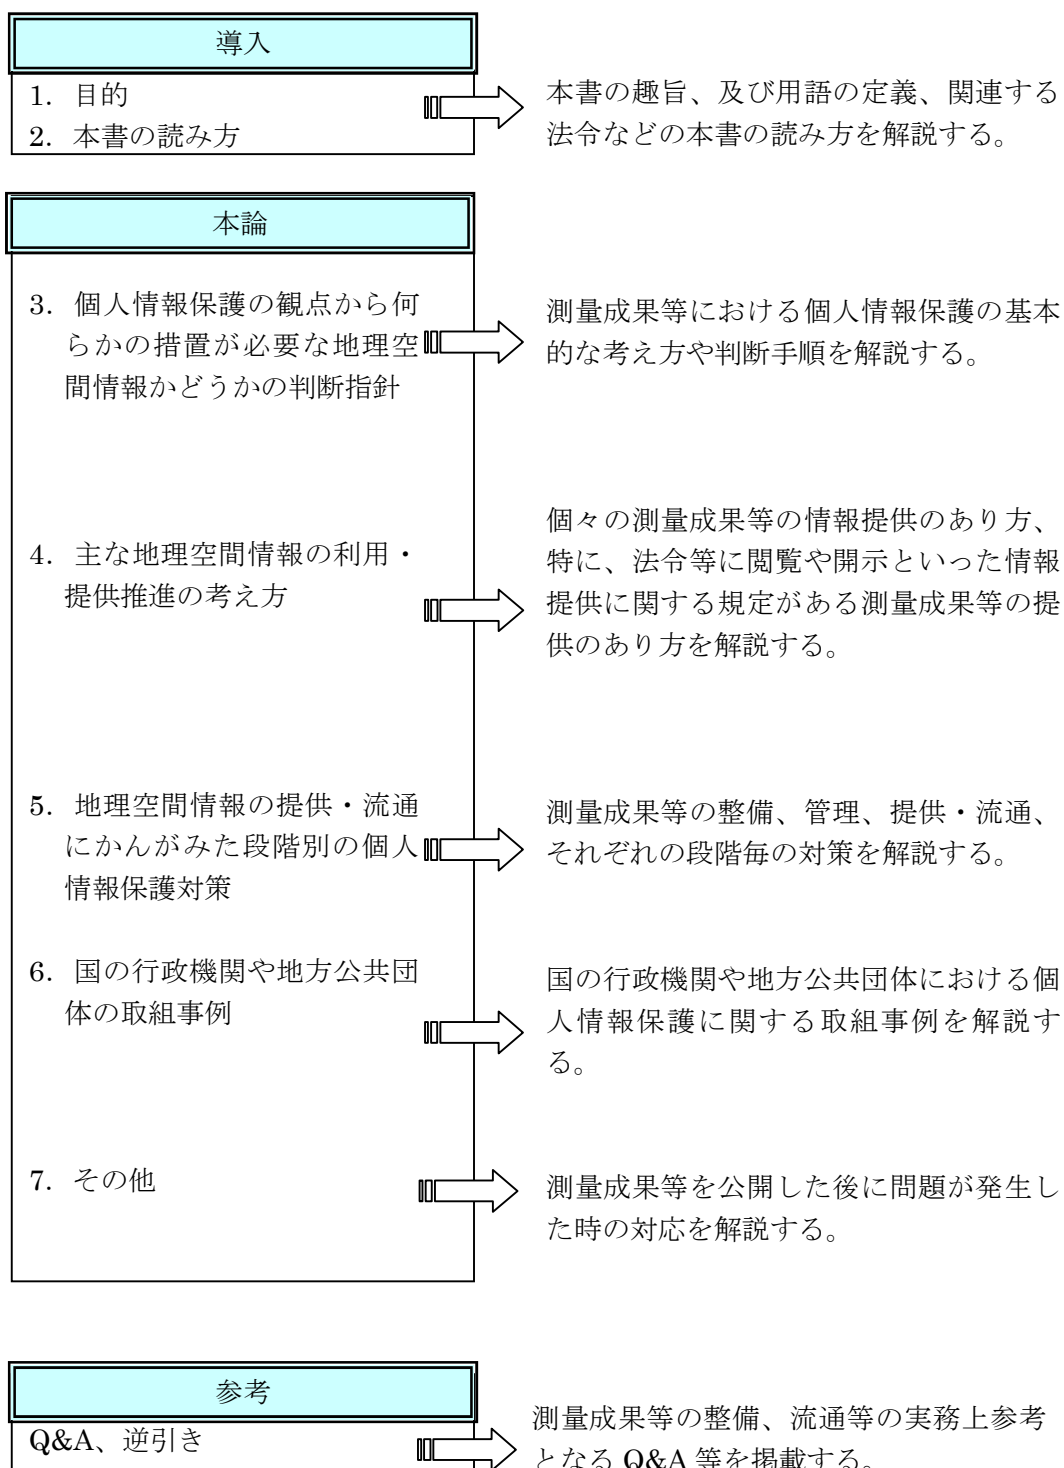 導入
1. 目的
2. 本書の読み方
本書の趣旨、及び用語の定義、関連する
法令などの本書の読み方を解説する。
本論
3. 個人情報保護の観点から何
らかの措置が必要な地理空
間情報かどうかの判断指針
測量成果等における個人情報保護の基本
的な考え方や判断手順を解説する。
4. 主な地理空間情報の利用・
提供推進の考え方
個々の測量成果等の情報提供のあり方、
特に、法令等に閲覧や開示といった情報
提供に関する規定がある測量成果等の提
供のあり方を解説する。
5. 地理空間情報の提供・流通
にかんがみた段階別の個人
情報保護対策
測量成果等の整備、管理、提供・流通、
それぞれの段階毎の対策を解説する。
6. 国の行政機関や地方公共団
体の取組事例
国の行政機関や地方公共団体における個
人情報保護に関する取組事例を解説す
る。
7. その他
測量成果等を公開した後に問題が発生し
た時の対応を解説する。
参考
Q&A、逆引き
測量成果等の整備、流通等の実務上参考
となる Q&A 等を掲載する。